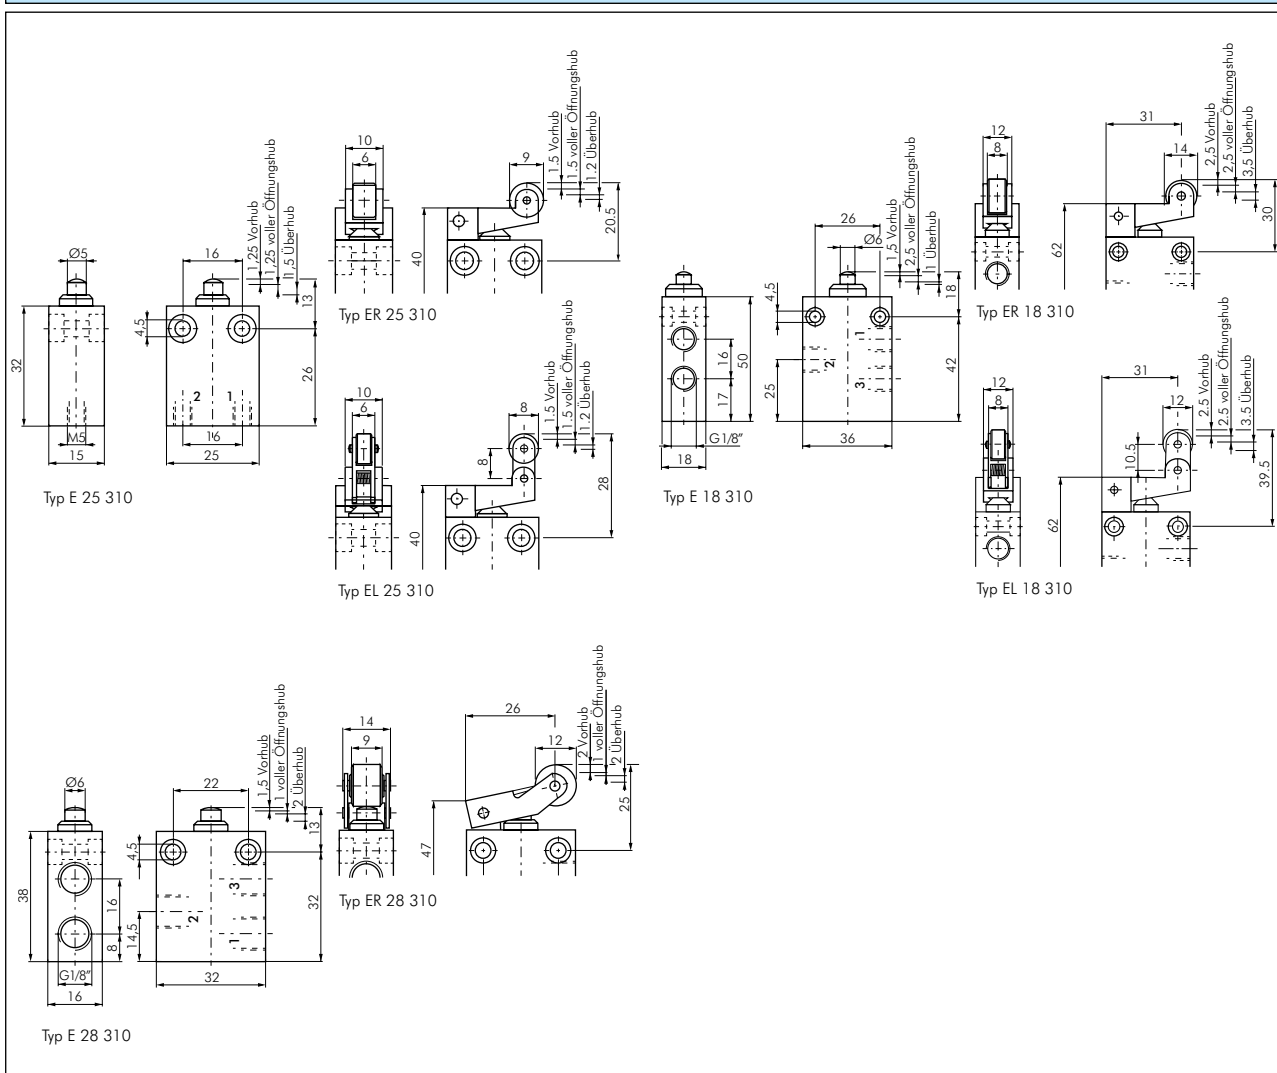 Ø5
32
M5
15
Typ E 25 310
16
4,5
2
1
16
25
1,25 Vorhub
1,25 voller Öffnungshub
1,5 Überhub
13
26
10
6
Typ ER 25 310
40
9
1.5 Vorhub
1.5 voller Öffnungshub
1.2 Überhub
20.5
10
6
Typ EL 25 310
40
8
8
1.5 Vorhub
1.5 voller Öffnungshub
1.2 Überhub
28
G1/8"
18
16
17
50
Typ E 18 310
26
Ø6
4,5
1
2
3
25
36
1,5 Vorhub
2,5 voller Öffnungshub
1 Überhub
18
42
12
8
Typ ER 18 310
62
31
14
2,5 Vorhub
2,5 voller Öffnungshub
3,5 Überhub
30
12
8
Typ EL 18 310
62
31
12
10.5
2.5 Vorhub
2.5 voller Öffnungshub
3.5 Überhub
39.5
Ø6
38
16
8
G1/8"
16
Typ E 28 310
22
4,5
3
2
1
14,5
32
1,5 Vorhub
1 voller Öffnungshub
2 Überhub
13
32
14
9
Typ ER 28 310
47
26
12
2 Vorhub
1 voller Öffnungshub
2 Überhub
25